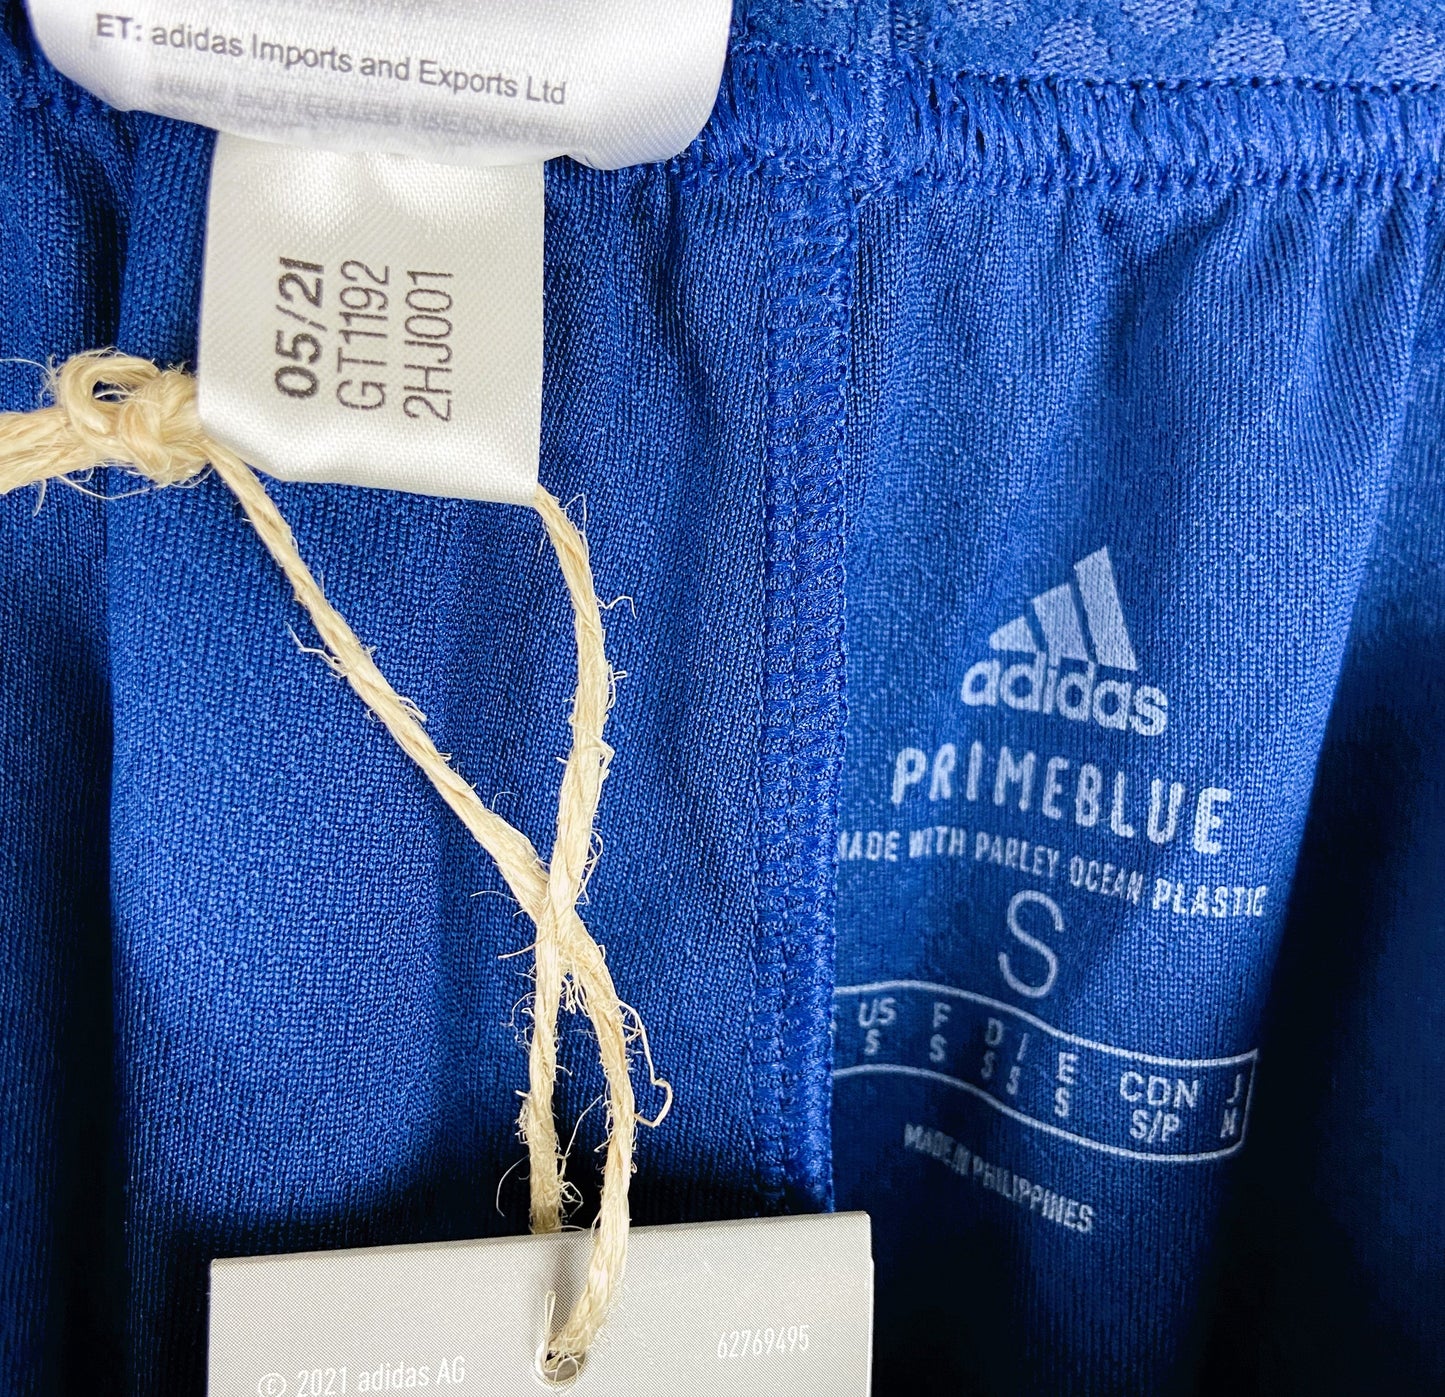 ET: adidas Imports and Exports Ltd
05/21
GT1192
2HJ001
adidas
PRIMEBLUE
MADE WITH PARLEY OCEAN PLASTIC
S
US F D I E CDN J
S S S S S S/P M
MADE IN PHILIPPINES
62769495
© 2021 adidas AG